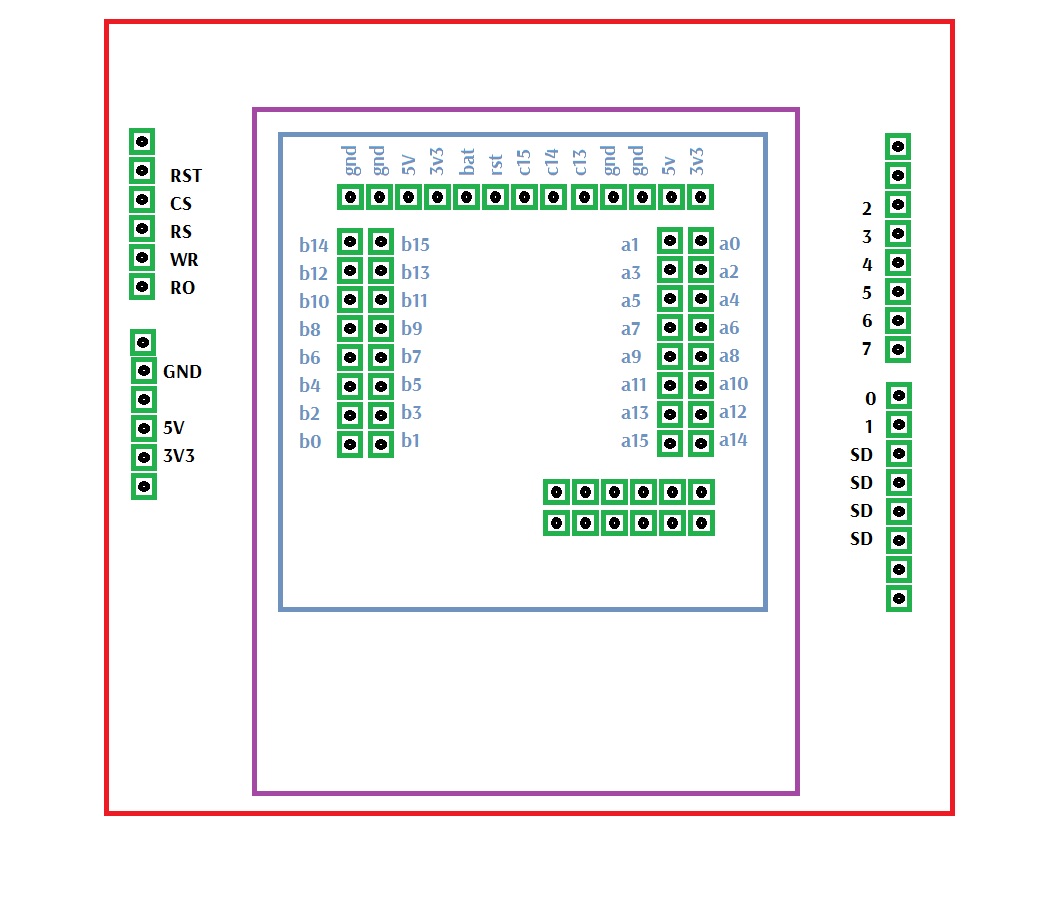 gnd gnd 5V 3v3 bat rst c15 c14 c13 gnd gnd 5v 3v3
RST
CS
RS
WR
RO
GND
5V
3V3
b14 b15
b12 b13
b10 b11
b8 b9
b6 b7
b4 b5
b2 b3
b0 b1
a1 a0
a3 a2
a5 a4
a7 a6
a9 a8
a11 a10
a13 a12
a15 a14
2
3
4
5
6
7
0
1
SD
SD
SD
SD